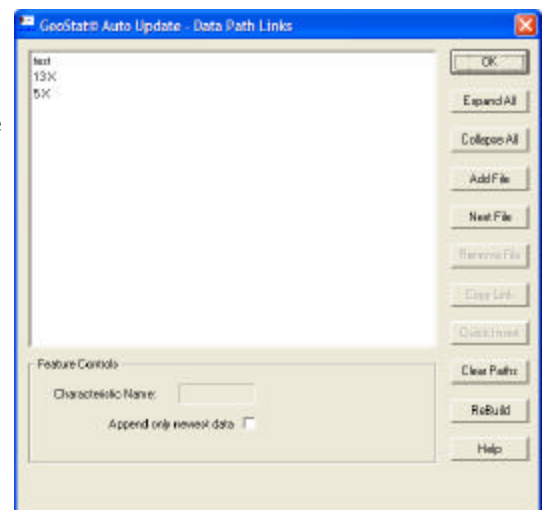 GeoStat© Auto Update - Data Path Links
test
13X
5X
OK
Expand All
Collapse All
Add File
Next File
Remove File
Copy Link
Quick Insert
Clear Paths
ReBuild
Help
Feature Controls
Characteristic Name:
Append only newest data